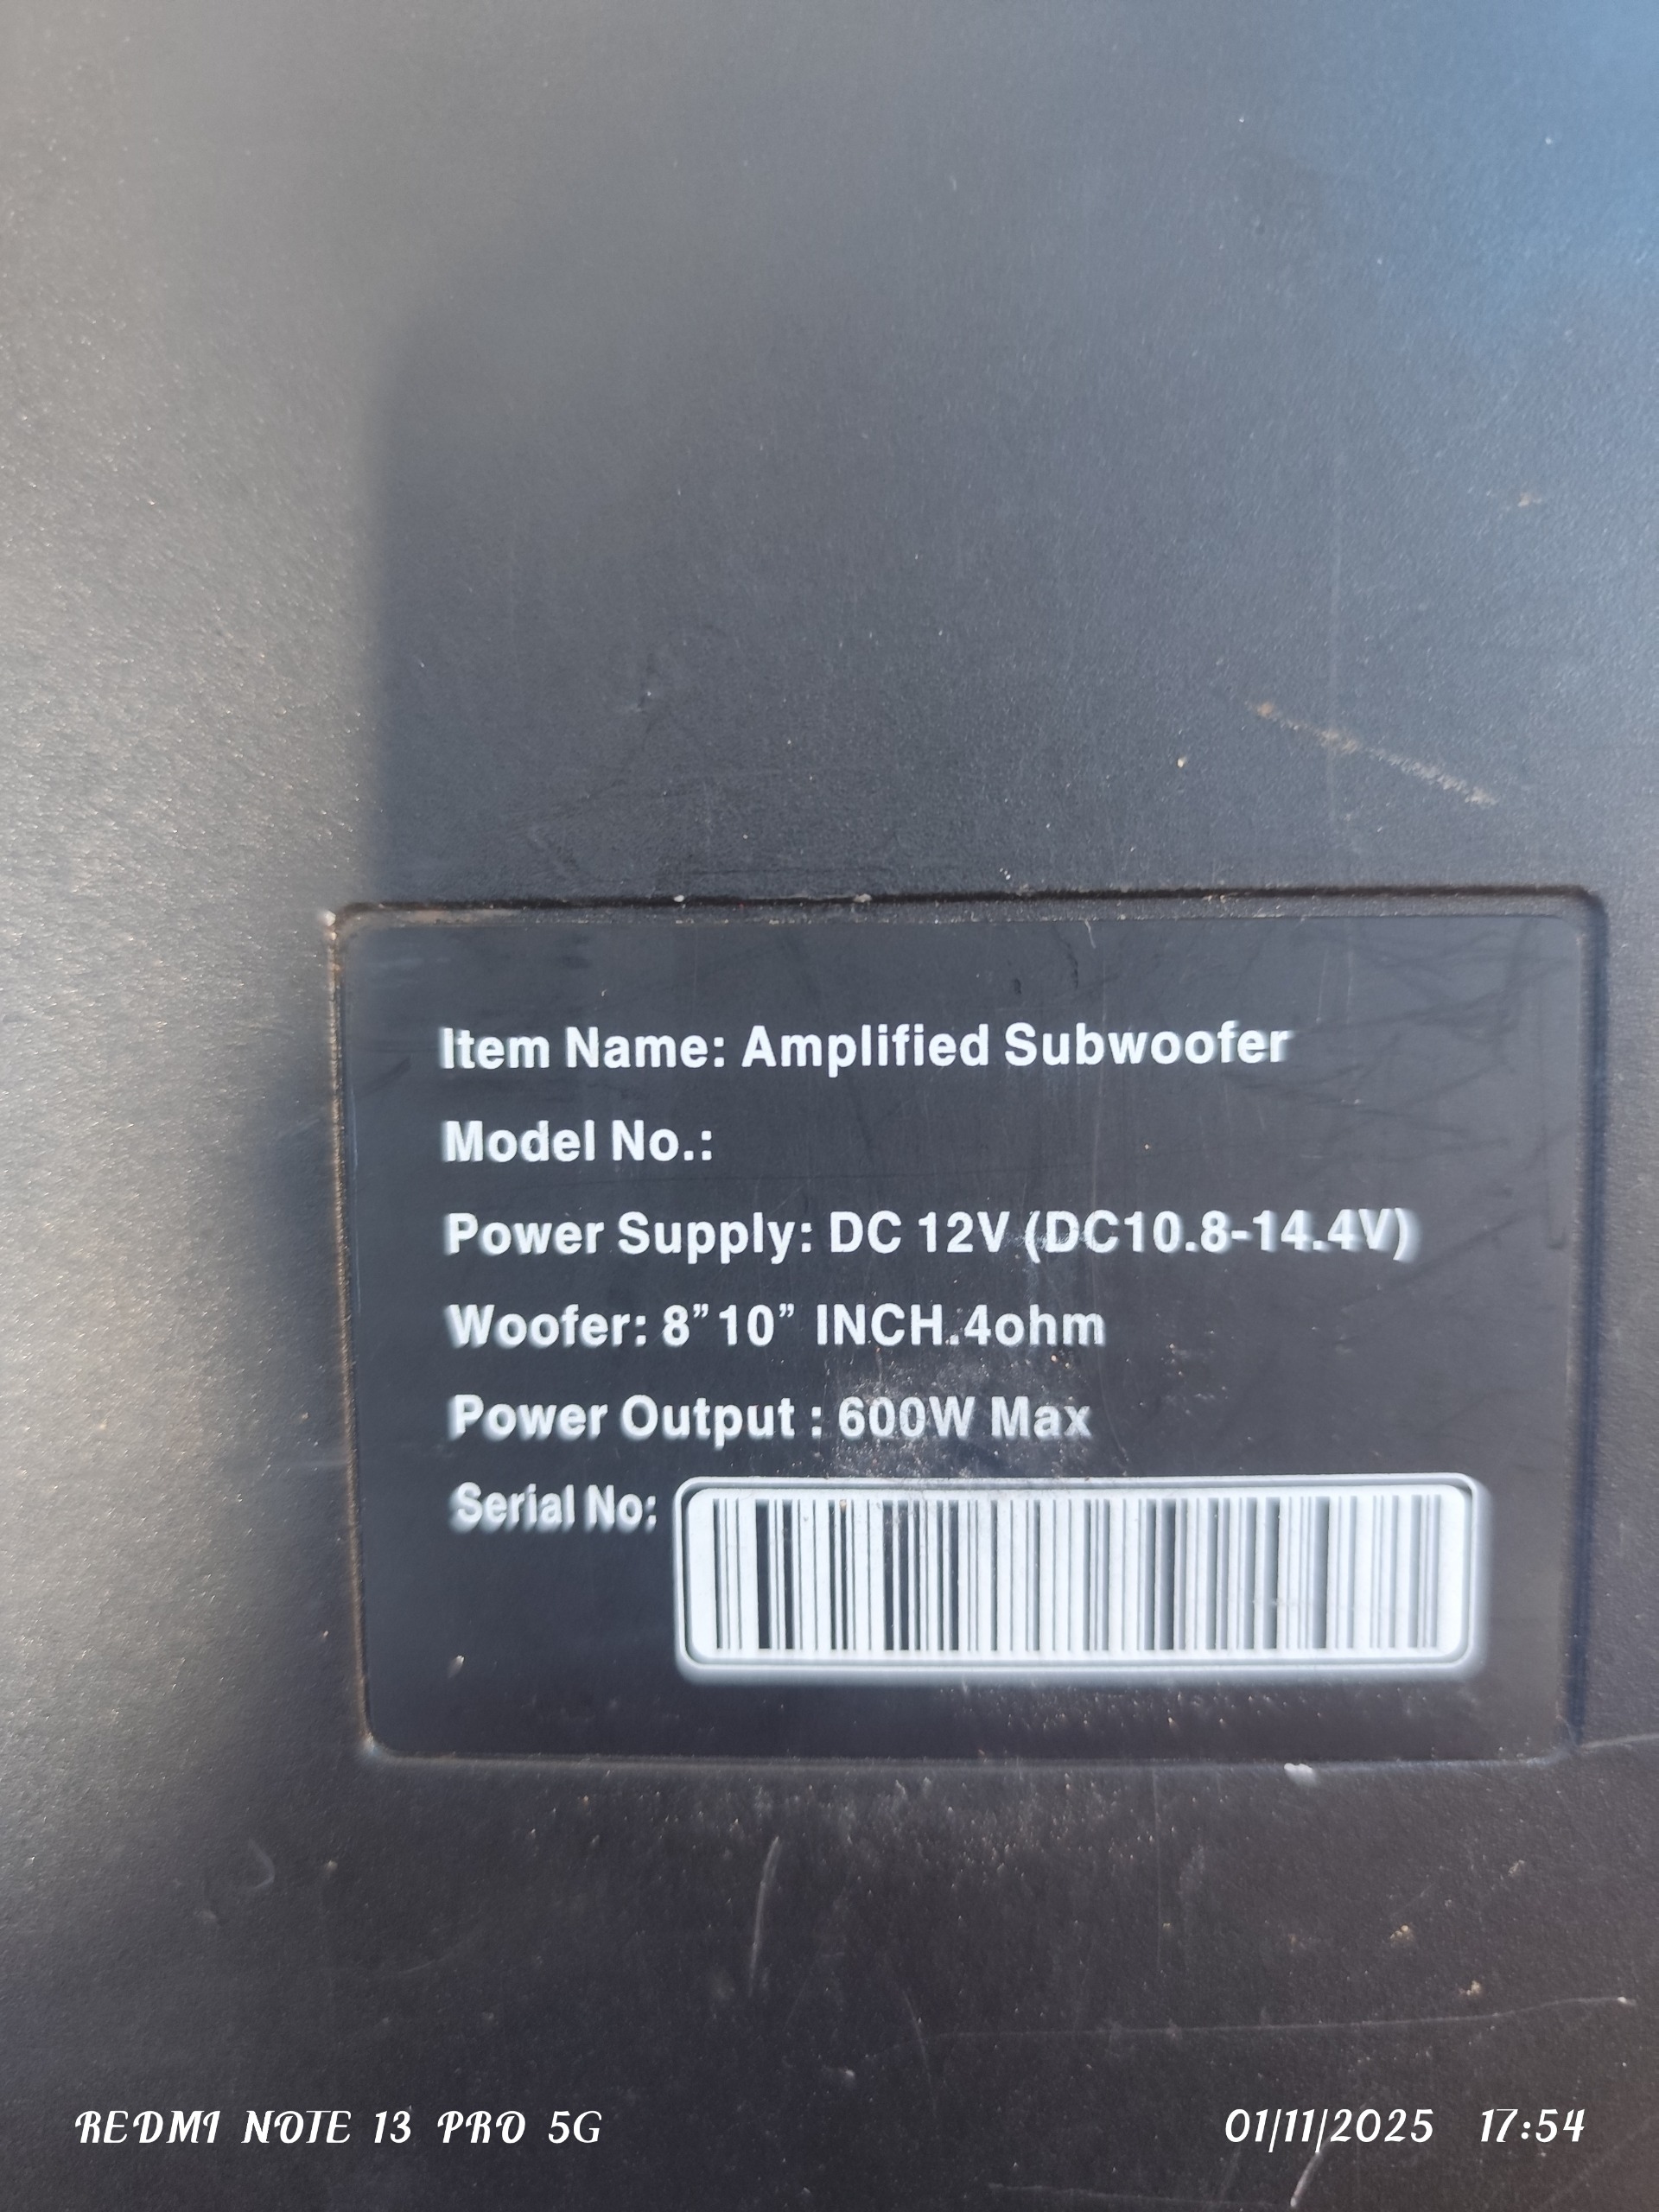 Item Name: Amplified Subwoofer
Model No.:
Power Supply: DC 12V (DC10.8-14.4V)
Woofer: 8”10” INCH.4ohm
Power Output : 600W Max
Serial No:
REDMI NOTE 13 PRO 5G
01/11/2025 17:54